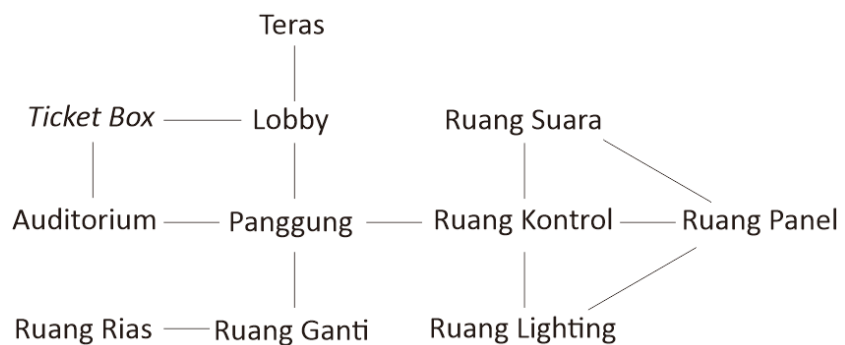 Teras
Ticket Box Lobby Ruang Suara
Auditorium Panggung Ruang Kontrol Ruang Panel
Ruang Rias Ruang Ganti Ruang Lighting